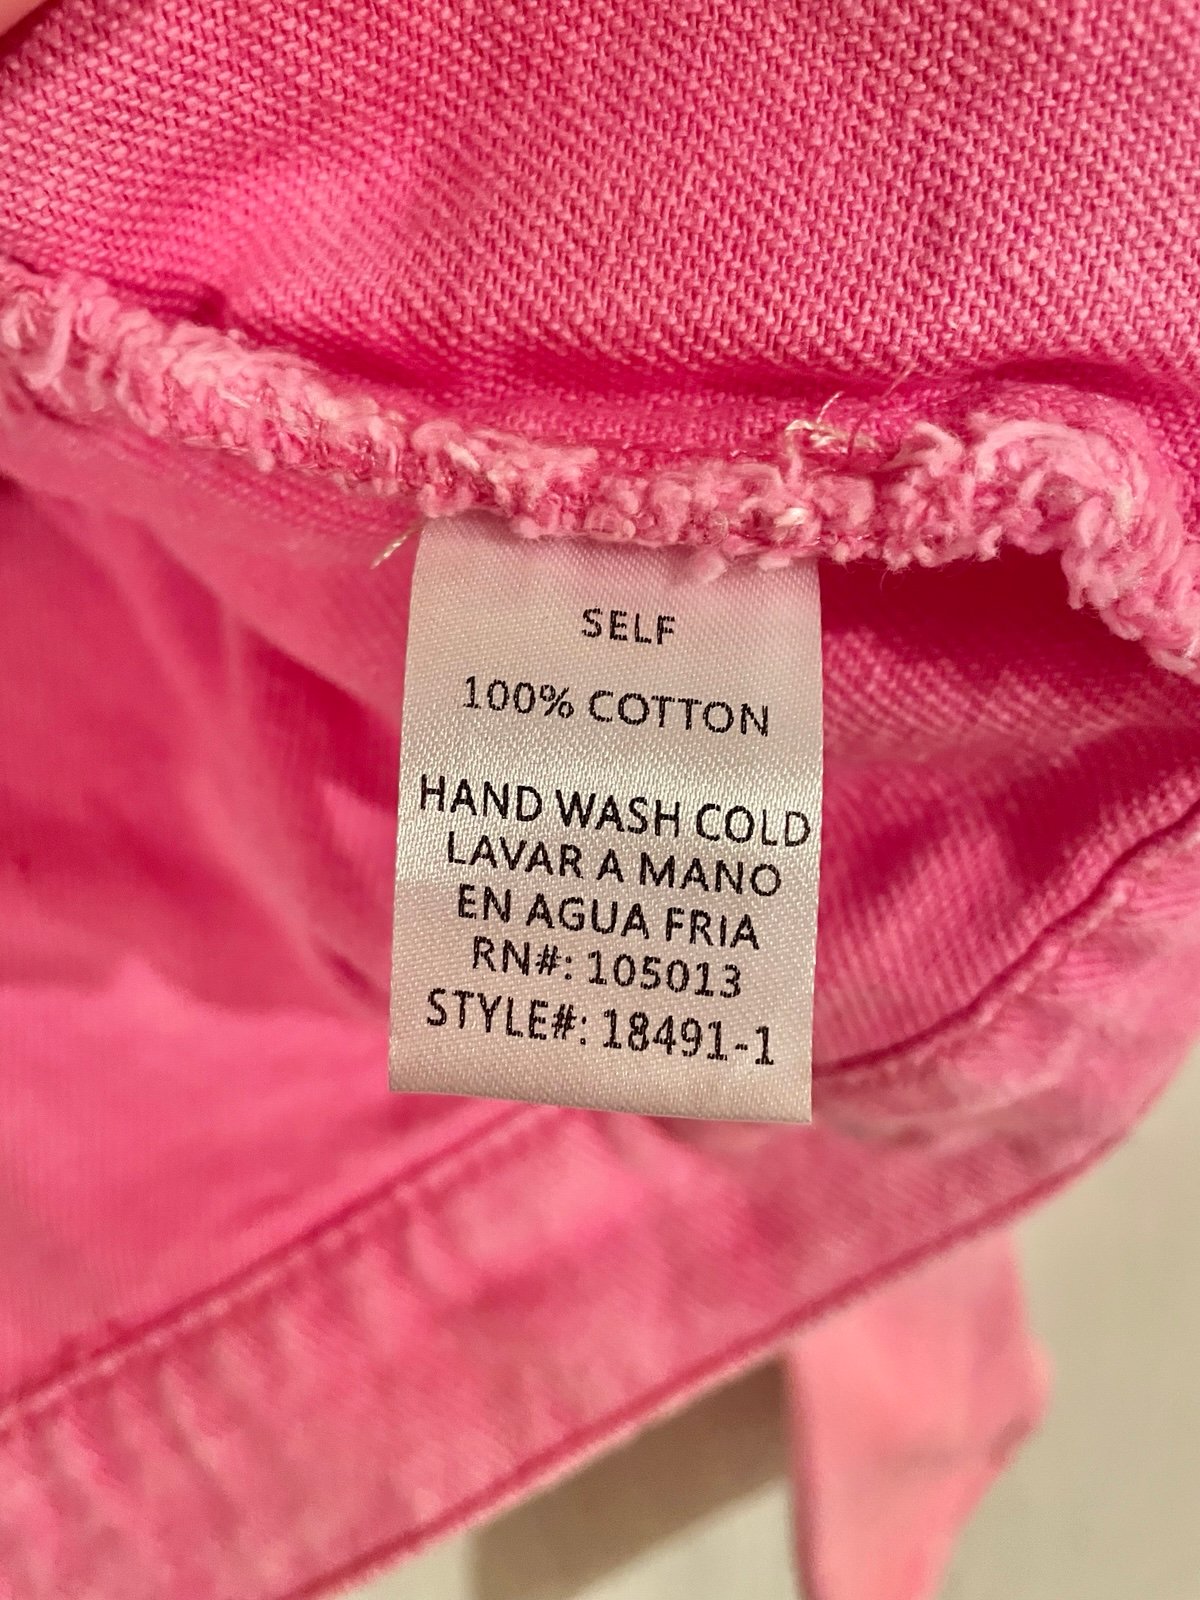 SELF
100% COTTON
HAND WASH COLD
LAVAR A MANO
EN AGUA FRIA
RN#: 105013
STYLE#: 18491-1